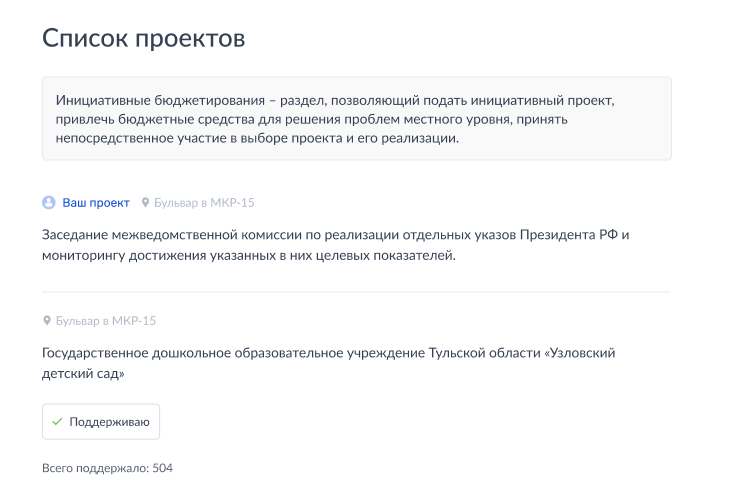 Список проектов
Инициативные бюджетирования – раздел, позволяющий подать инициативный проект,
привлечь бюджетные средства для решения проблем местного уровня, принять
непосредственное участие в выборе проекта и его реализации.
Ваш проект Бульвар в МКР-15
Заседание межведомственной комиссии по реализации отдельных указов Президента РФ и
мониторингу достижения указанных в них целевых показателей.
Бульвар в МКР-15
Государственное дошкольное образовательное учреждение Тульской области «Узловский
детский сад»
Поддерживаю
Всего поддержало: 504